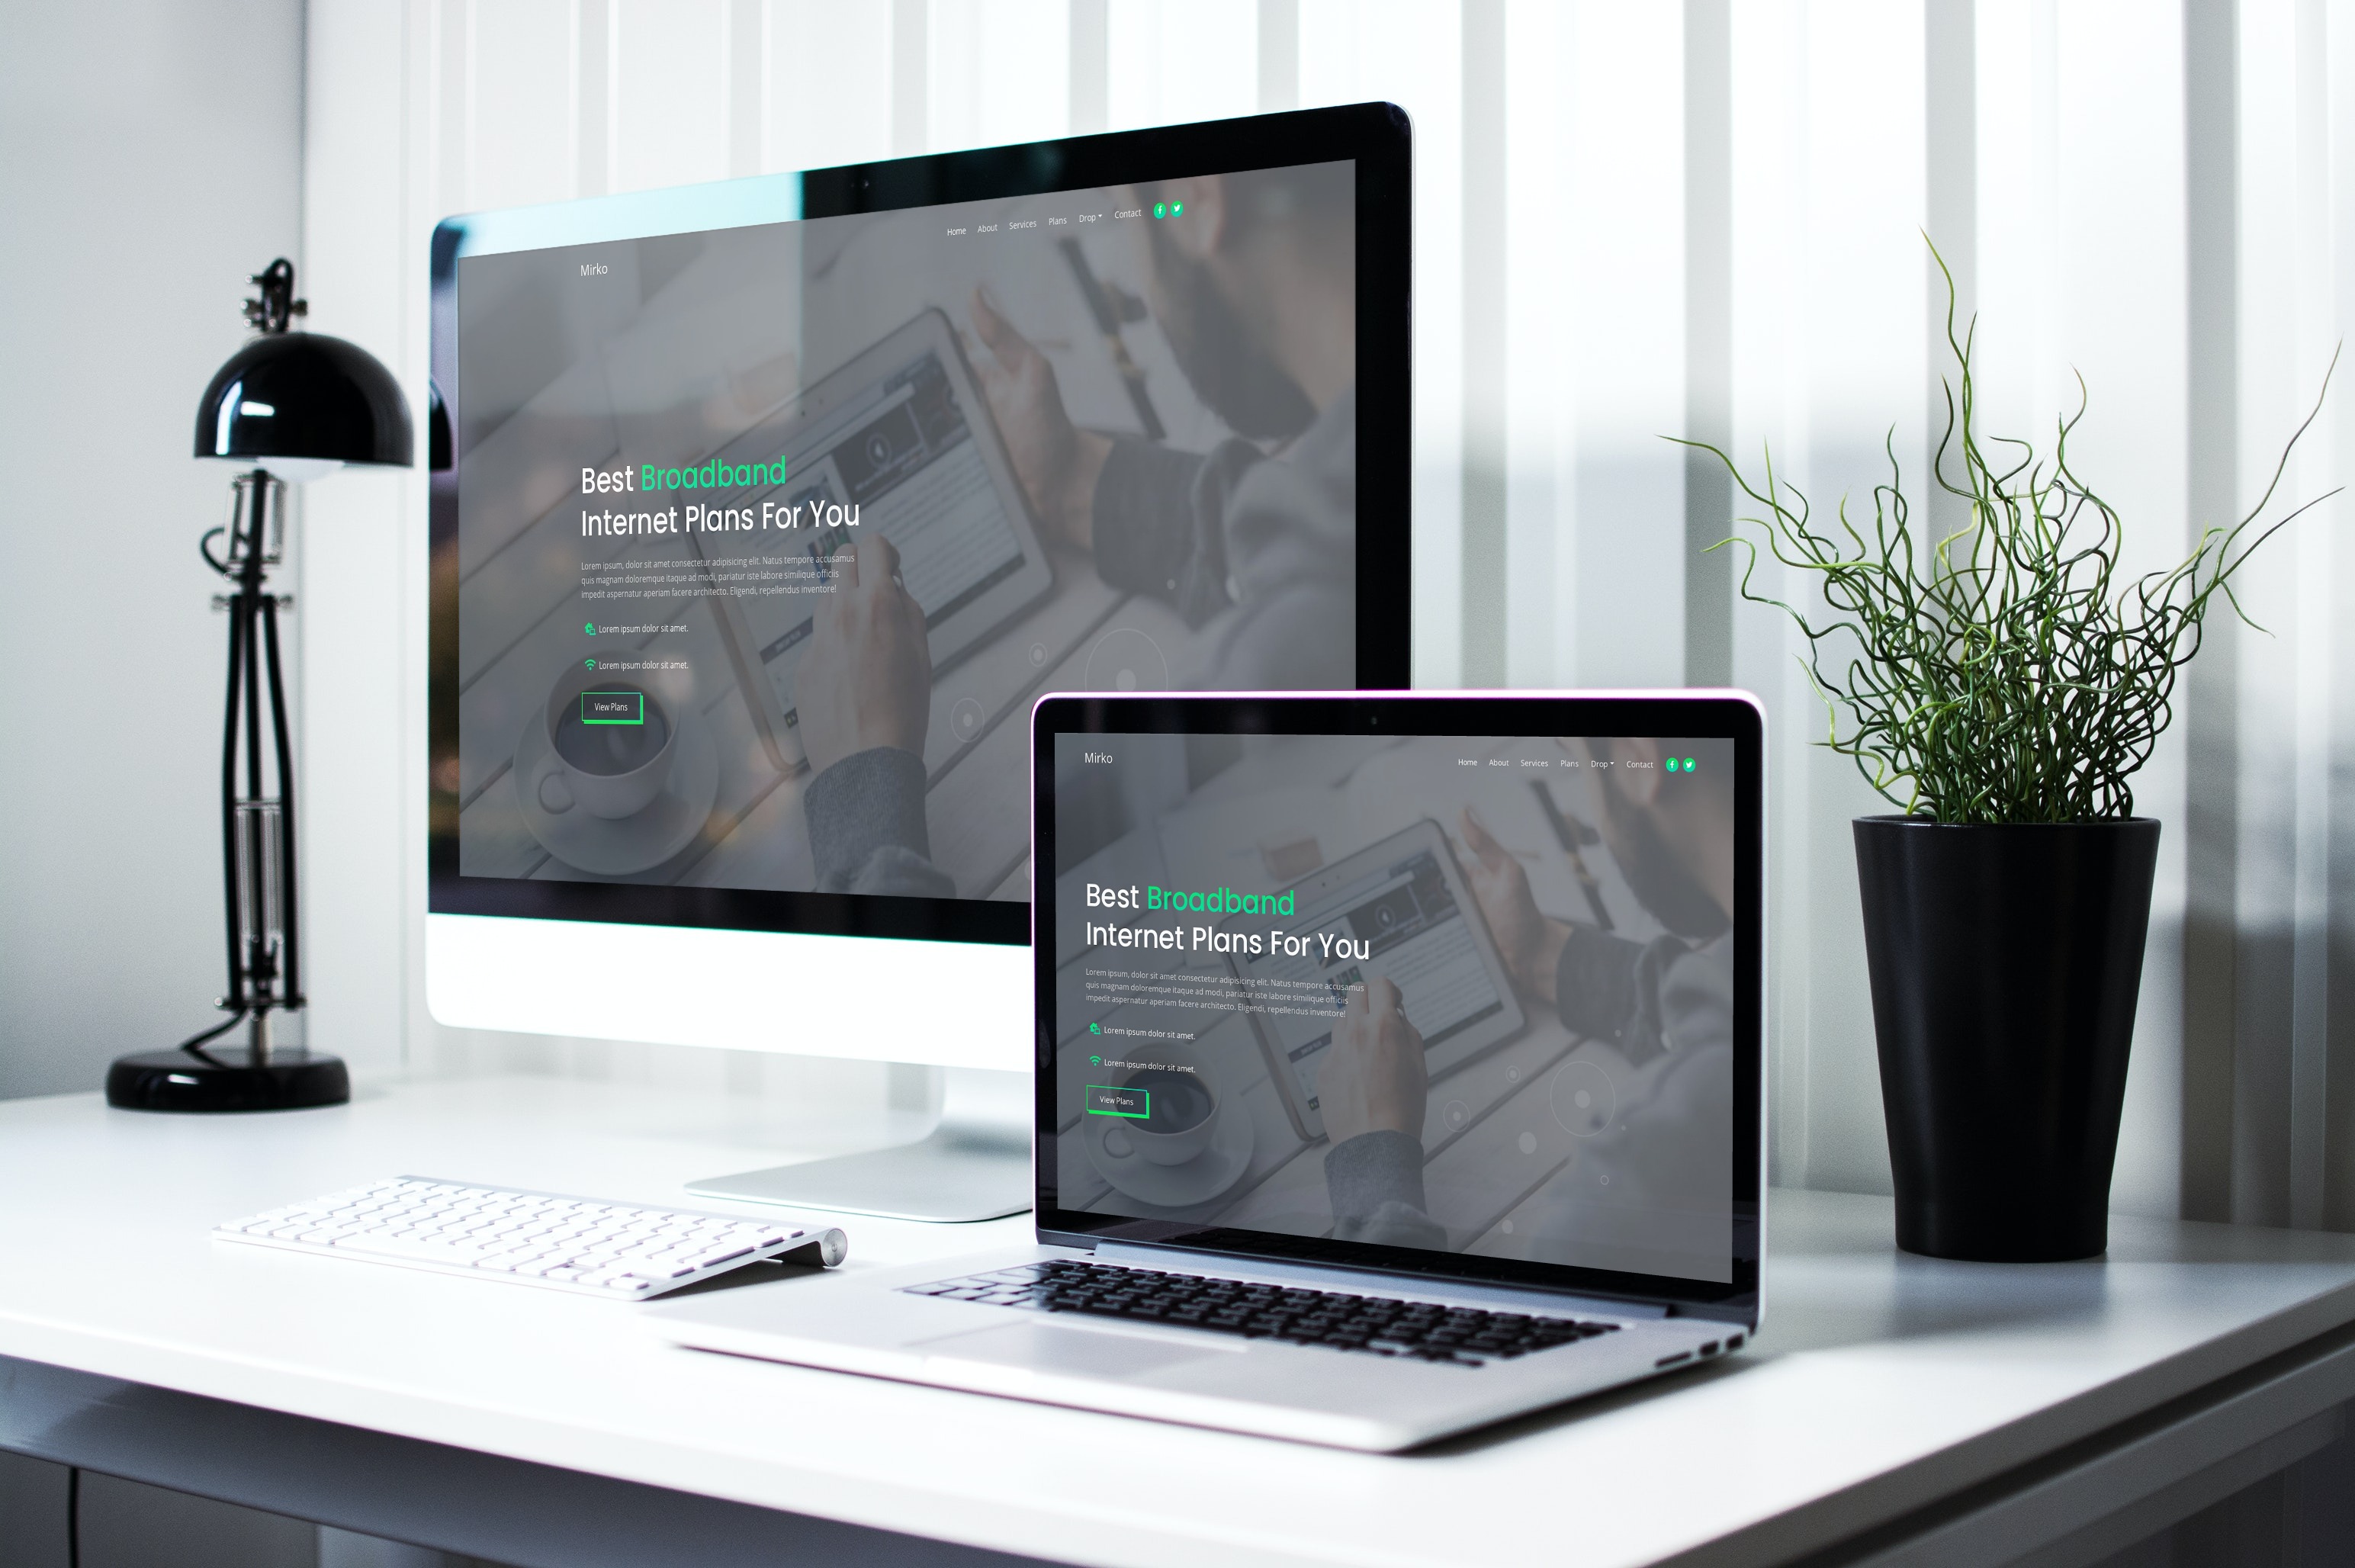 Home About Services Plans Drop Contact
Mirko
Best Broadband
Internet Plans For You
Lorem ipsum, dolor sit amet consectetur adipisicing elit. Natus tempore accusamus
quis magnam doloremque itaque ad modi, pariatur iste labore similique officiis
impedit aspernatur aperiam facere architecto. Eligendi, repellendus inventore!
Lorem ipsum dolor sit amet.
Lorem ipsum dolor sit amet.
View Plans
Mirko
Home About Services Plans Drop Contact
Best Broadband
Internet Plans For You
Lorem ipsum, dolor sit amet consectetur adipisicing elit. Natus tempore accusamus
quis magnam doloremque itaque ad modi, pariatur iste labore similique officiis
impedit aspernatur aperiam facere architecto. Eligendi, repellendus inventore!
Lorem ipsum dolor sit amet.
Lorem ipsum dolor sit amet.
View Plans